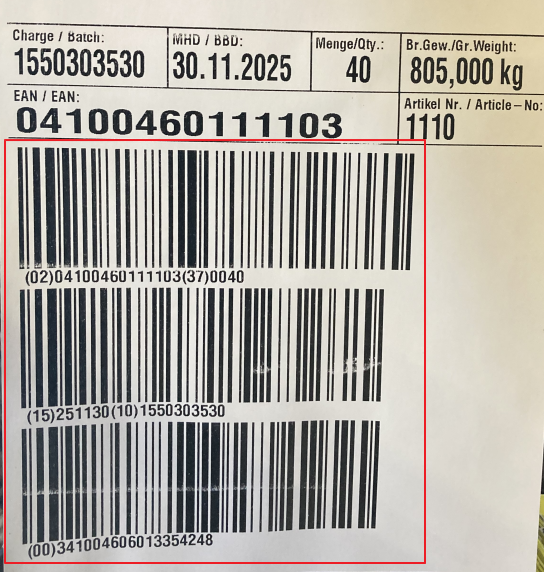 Charge / Batch: MHD / BBD: Menge/Qty.: Br.Gew./Gr.Weight:
1550303530 30.11.2025 40 805,000 kg
EAN / EAN: Artikel Nr. / Article-No:
04100460111103 1110
(02)04100460111103(37)0040
(15)251130(10)1550303530
(00)341004606013354248